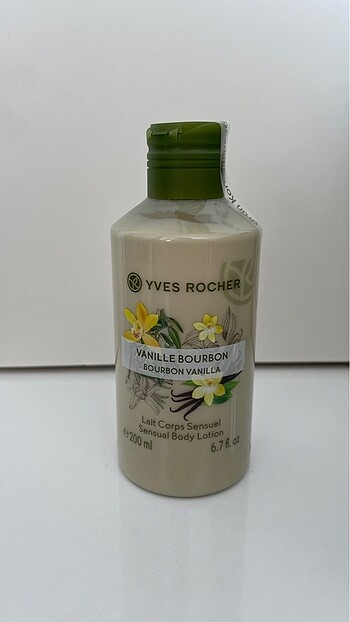 YVES ROCHER
VANILLE BOURBON
BOURBON VANILLA
Lait Corps Sensuel
Sensual Body Lotion
e 200 ml 6.7 fl. oz.